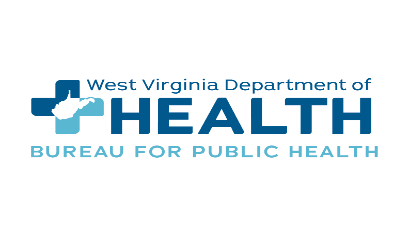 West Virginia Department of
HEALTH
BUREAU FOR PUBLIC HEALTH